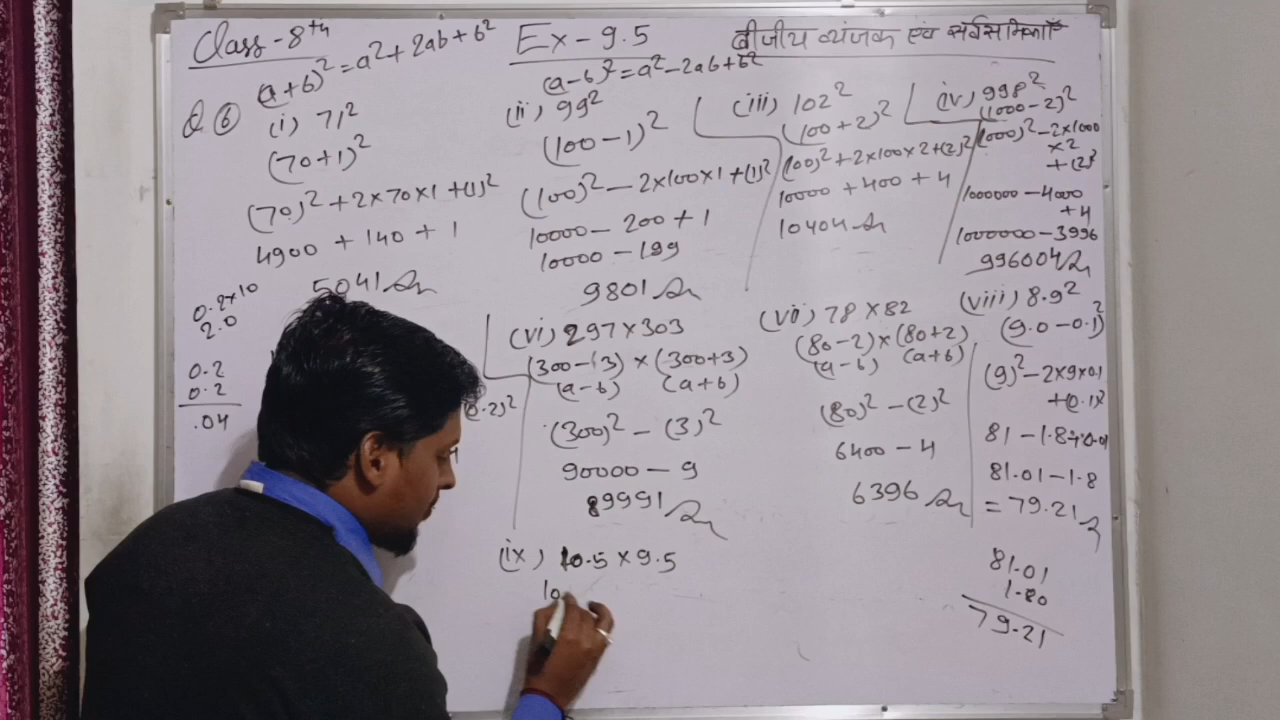 Class-8th
Ex-9.5
बीजीय व्यंजक एवं सर्वसमिकाएँ
(a+b)² = a²+2ab+b²
(a-b)² = a²-2ab+b²
Q.6
(i) 71²
(70+1)²
(70)²+2×70×1+(1)²
4900+140+1
5041
(ii) 99²
(100-1)²
(100)²-2×100×1+(1)²
10000-200+1
10000-199
9801
(iii) 102²
(100+2)²
(100)²+2×100×2+(2)²
10000+400+4
10404
(iv) 998²
(1000-2)²
(1000)²-2×1000
×2
+(2)²
1000000-4000
+4
1000000-3996
996004
0.2×10
2.0
0.2
0.2
.04
(0.2)²
(vi) 297×303
(300-3)×(300+3)
(a-b) (a+b)
(300)²-(3)²
90000-9
89991
(vii) 78×82
(80-2)×(80+2)
(a-b) (a+b)
(80)²-(2)²
6400-4
6396
(viii) 8.9²
(9.0-0.1)²
(9)²-2×9×0.1
+(0.1)²
81-1.8+0.01
81.01-1.8
=79.21
81.01
1.80
79.21
(ix) 10.5×9.5
10